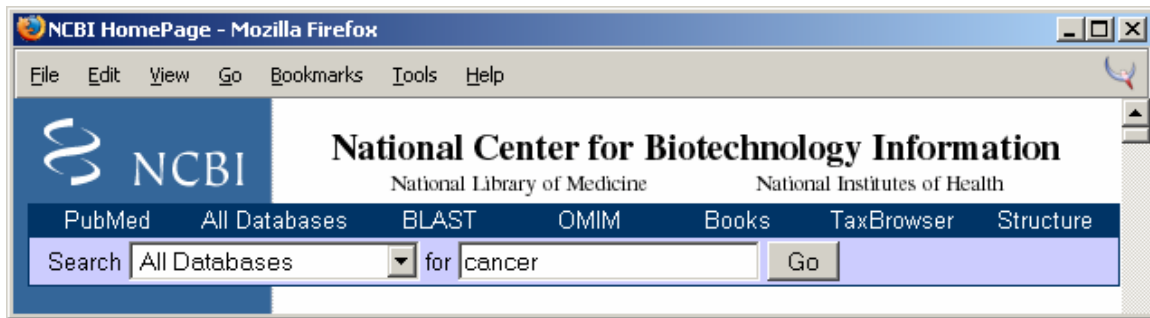 NCBI HomePage - Mozilla Firefox
File Edit View Go Bookmarks Tools Help
NCBI
National Center for Biotechnology Information
National Library of Medicine National Institutes of Health
PubMed All Databases BLAST OMIM Books TaxBrowser Structure
Search All Databases for cancer Go